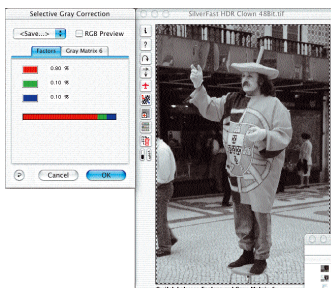 Selective Gray Correction
<Save...>
RGB Preview
Factors
Gray Matrix 6
0.80 %
0.10 %
0.10 %
Cancel
OK
SilverFast HDR Clown 48Bit.tif